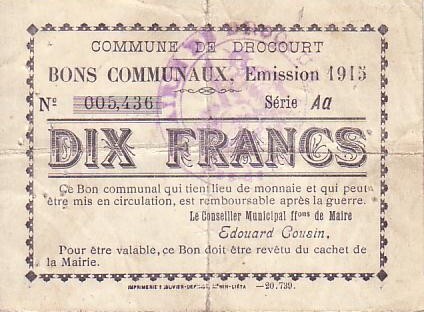 COMMUNE DE DROCOURT
BONS COMMUNAUX. Emission 1915
Nº 005,436 Série Aa
DIX FRANCS
Ce Bon communal qui tient lieu de monnaie et qui peut
être mis en circulation, est remboursable après la guerre.
Le Conseiller Municipal ffons de Maire
Edouard Cousin.
Pour être valable, ce Bon doit être revêtu du cachet de
la Mairie.
IMPRIMERIE -LIÉTA —20.739.